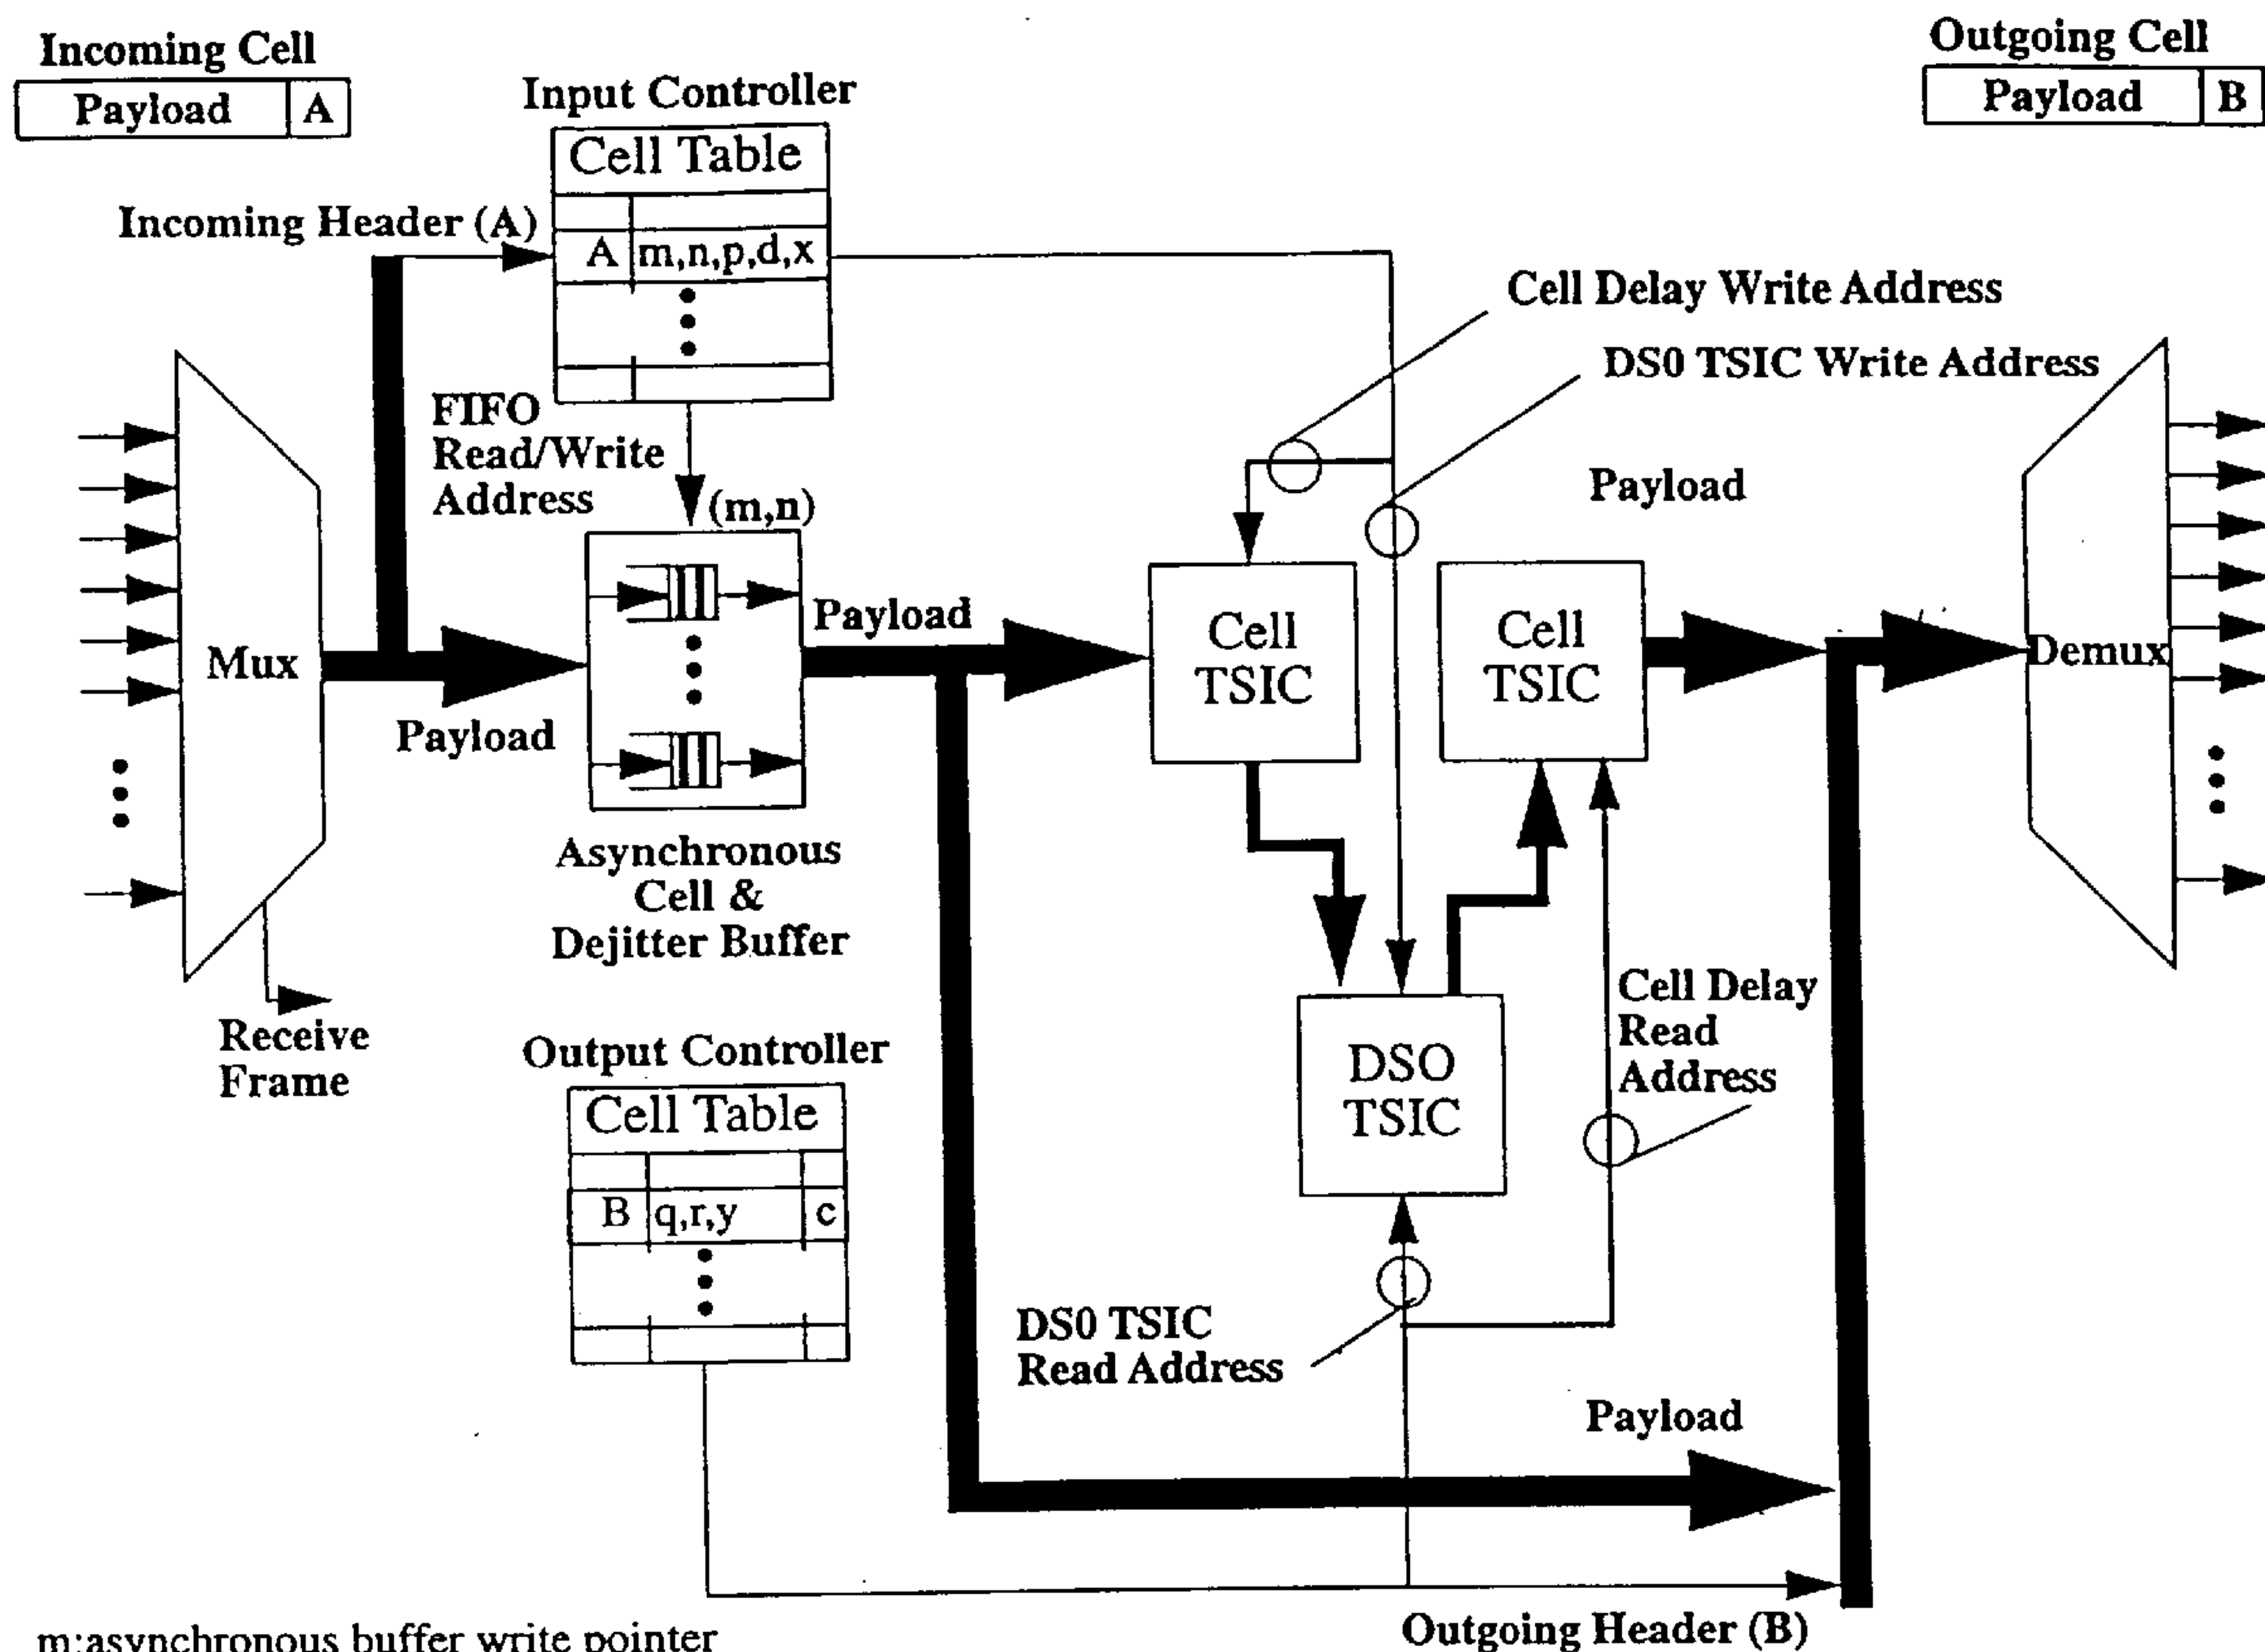 Incoming Cell
Payload A
Outgoing Cell
Payload B
Input Controller
Cell Table
Incoming Header (A)
A m,n,p,d,x
Cell Delay Write Address
DS0 TSIC Write Address
FIFO
Read/Write
Address
(m,n)
Payload
Mux
Payload
Payload
Cell
TSIC
Cell
TSIC
Demux
Asynchronous
Cell &
Dejitter Buffer
Receive
Frame
Output Controller
Cell Table
B q,r,y c
DSO
TSIC
Cell Delay
Read
Address
DS0 TSIC
Read Address
Payload
Outgoing Header (B)
m:asynchronous buffer write pointer